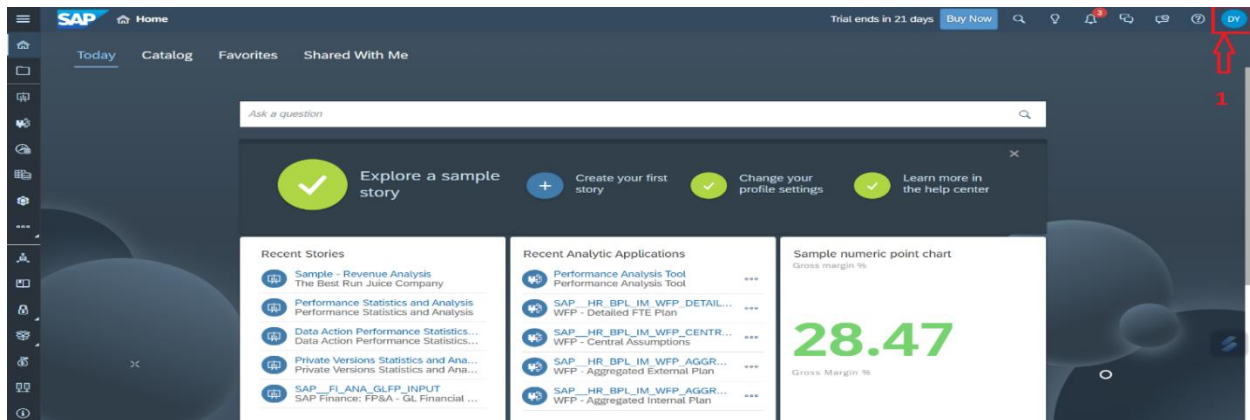 SAP Home Trial ends in 21 days Buy Now 3 DY
Today Catalog Favorites Shared With Me
1
Ask a question
Explore a sample
story
Create your first
story
Change your
profile settings
Learn more in
the help center
Recent Stories
Sample - Revenue Analysis
The Best Run Juice Company
Performance Statistics and Analysis
Performance Statistics and Analysis
Data Action Performance Statistics...
Data Action Performance Statistics...
Private Versions Statistics and Ana...
Private Versions Statistics and Ana...
SAP__FI_ANA_GLFP_INPUT
SAP Finance: FP&A - GL Financial ...
Recent Analytic Applications
Performance Analysis Tool
Performance Analysis Tool
SAP__HR_BPL_IM_WFP_DETAIL...
WFP - Detailed FTE Plan
SAP__HR_BPL_IM_WFP_CENTR...
WFP - Central Assumptions
SAP__HR_BPL_IM_WFP_AGGR...
WFP - Aggregated External Plan
SAP__HR_BPL_IM_WFP_AGGR...
WFP - Aggregated Internal Plan
Sample numeric point chart
Gross margin %
28.47
Gross Margin %